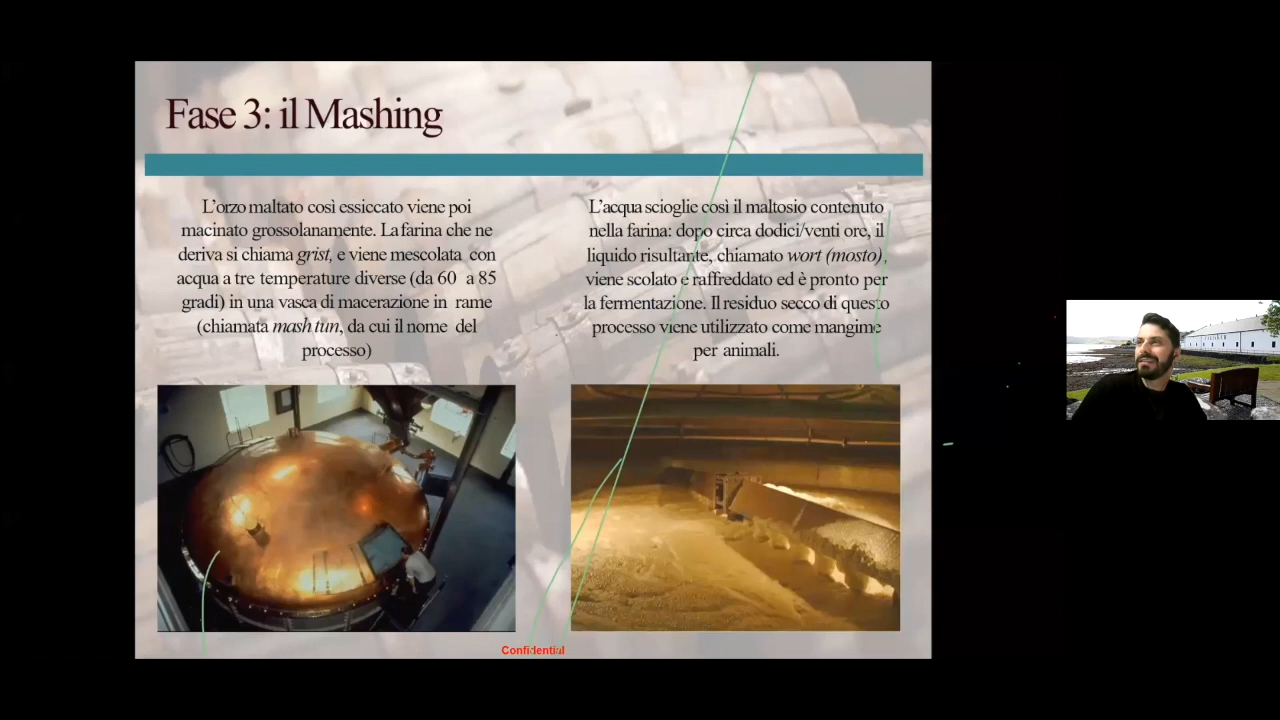 Fase 3: il Mashing
L'orzo maltato così essiccato viene poi
macinato grossolanamente. La farina che ne
deriva si chiama grist, e viene mescolata con
acqua a tre temperature diverse (da 60 a 85
gradi) in una vasca di macerazione in rame
(chiamata mash tun, da cui il nome del
processo)
L'acqua scioglie così il maltosio contenuto
nella farina: dopo circa dodici/venti ore, il
liquido risultante, chiamato wort (mosto),
viene scolato e raffreddato ed è pronto per
la fermentazione. Il residuo secco di questo
processo viene utilizzato come mangime
per animali.
Confidential